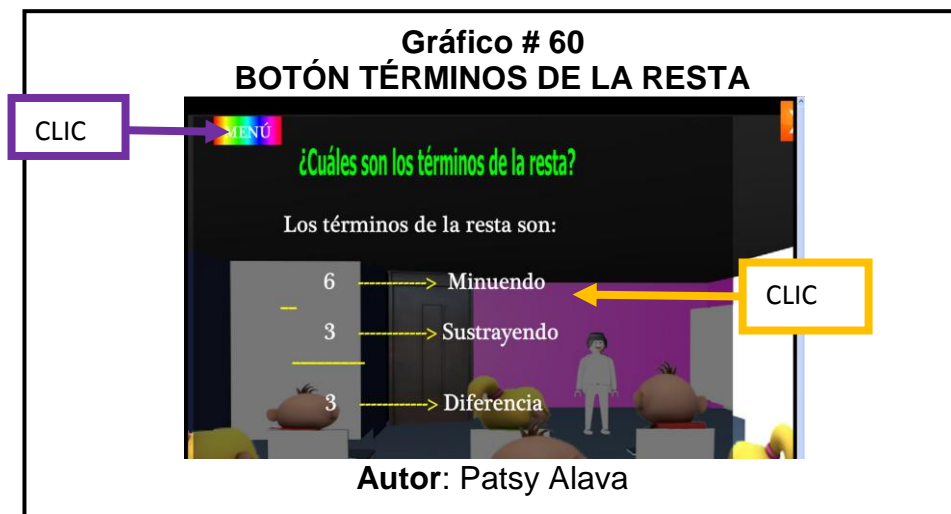 Gráfico # 60
BOTÓN TÉRMINOS DE LA RESTA
CLIC
MENÚ
¿Cuáles son los términos de la resta?
Los términos de la resta son:
6 ----------> Minuendo
CLIC
3 ----------> Sustrayendo
3 ----------> Diferencia
Autor: Patsy Alava